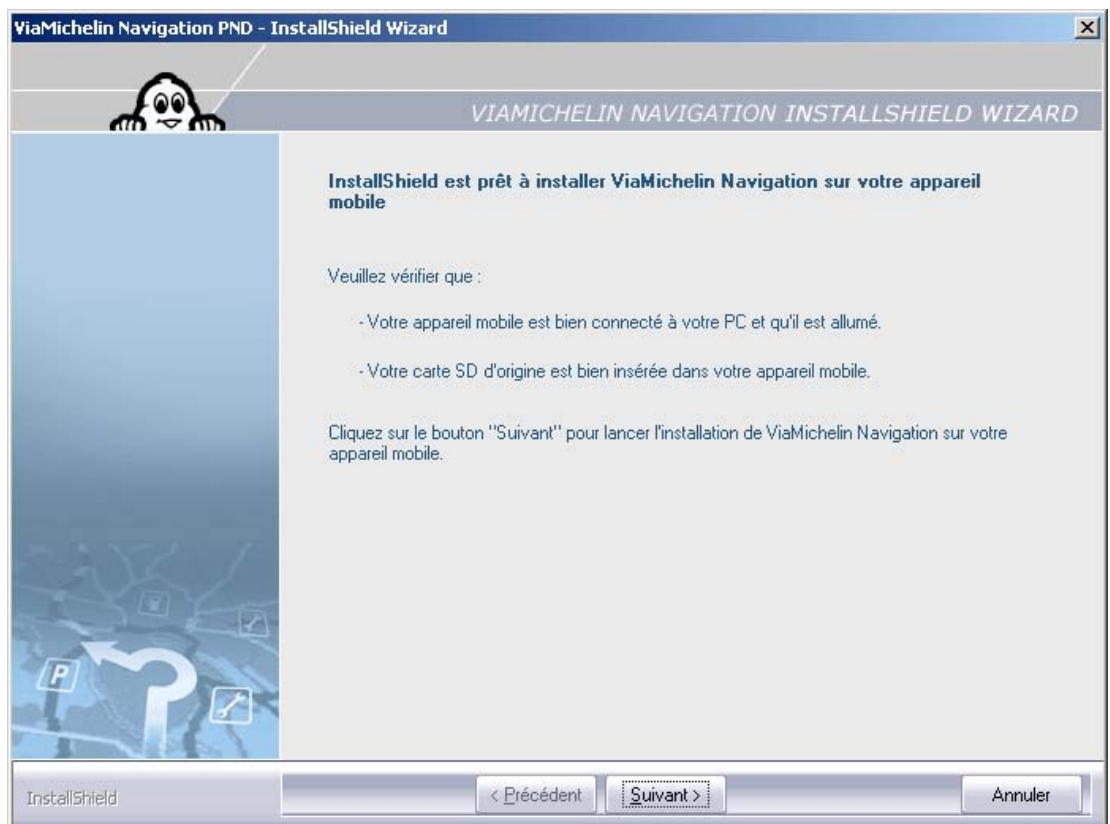 ViaMichelin Navigation PND - InstallShield Wizard
VIAMICHELIN NAVIGATION INSTALLSHIELD WIZARD
InstallShield est prêt à installer ViaMichelin Navigation sur votre appareil
mobile
Veuillez vérifier que :
- Votre appareil mobile est bien connecté à votre PC et qu'il est allumé.
- Votre carte SD d'origine est bien insérée dans votre appareil mobile.
Cliquez sur le bouton "Suivant" pour lancer l'installation de ViaMichelin Navigation sur votre
appareil mobile.
P
InstallShield
< Précédent
Suivant >
Annuler